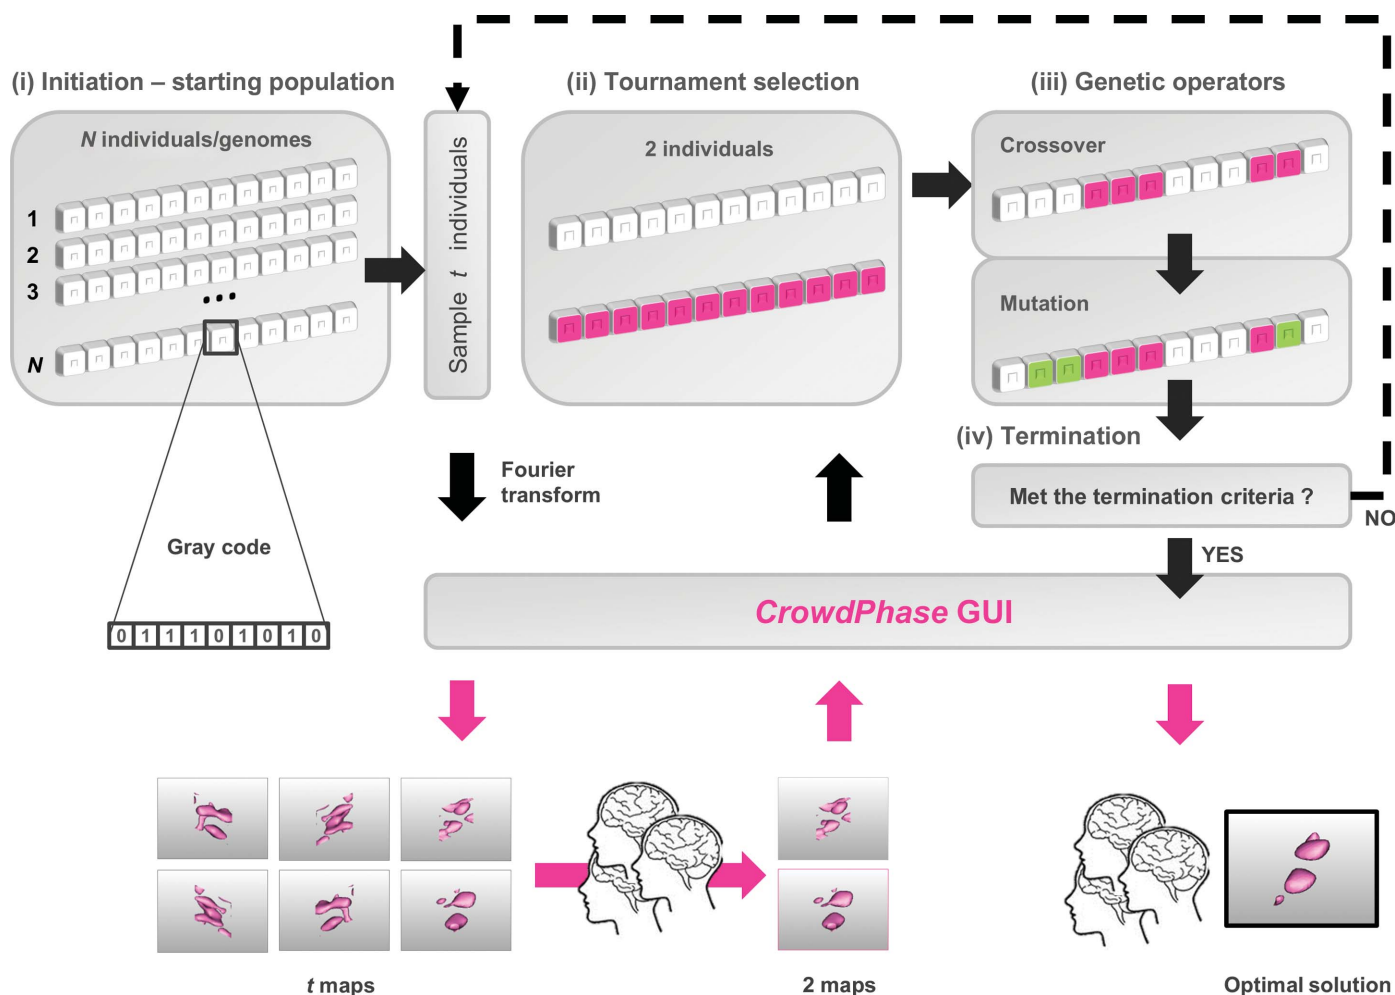 (i) Initiation – starting population
(ii) Tournament selection
(iii) Genetic operators
N individuals/genomes
1
2
3
...
N
Sample t individuals
2 individuals
Crossover
Mutation
(iv) Termination
Met the termination criteria ?
NO
YES
Fourier
transform
Gray code
0 1 1 1 0 1 0 1 0
CrowdPhase GUI
t maps
2 maps
Optimal solution